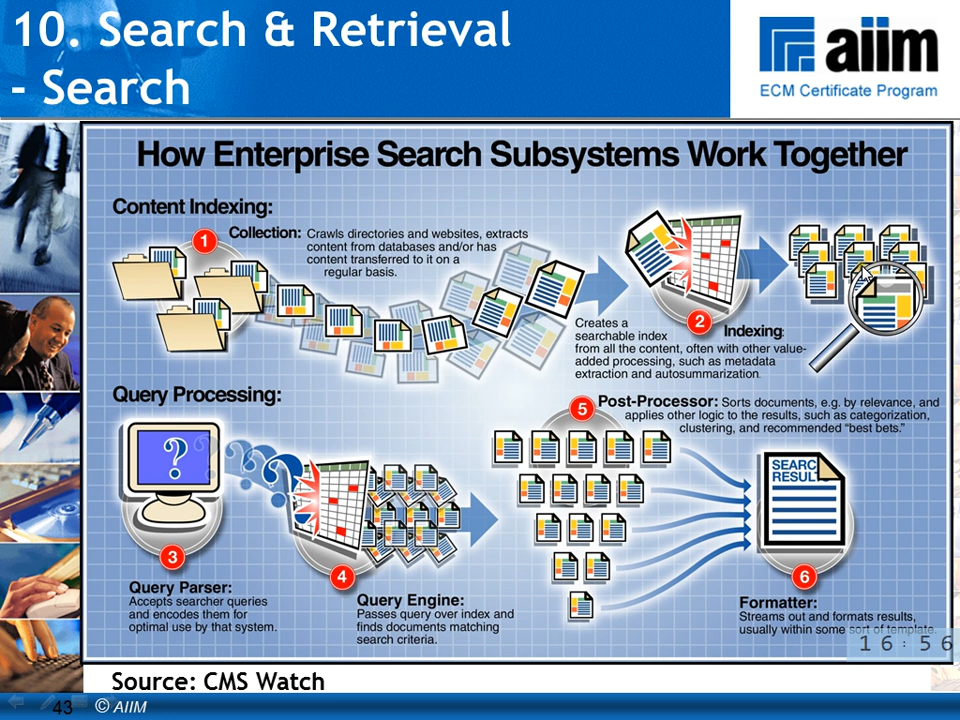 10. Search & Retrieval
- Search
aiim
ECM Certificate Program
How Enterprise Search Subsystems Work Together
Content Indexing:
1
Collection: Crawls directories and websites, extracts
content from databases and/or has
content transferred to it on a
regular basis.
2
Indexing:
Creates a
searchable index
from all the content, often with other value-
added processing, such as metadata
extraction and autosummarization.
Query Processing:
?
3
Query Parser:
Accepts searcher queries
and encodes them for
optimal use by that system.
4
Query Engine:
Passes query over index and
finds documents matching
search criteria.
5
Post-Processor: Sorts documents, e.g. by relevance, and
applies other logic to the results, such as categorization,
clustering, and recommended “best bets.”
SEARC
RESUL
6
Formatter:
Streams out and formats results,
usually within some sort of template.
16:56
Source: CMS Watch
43
© AIIM